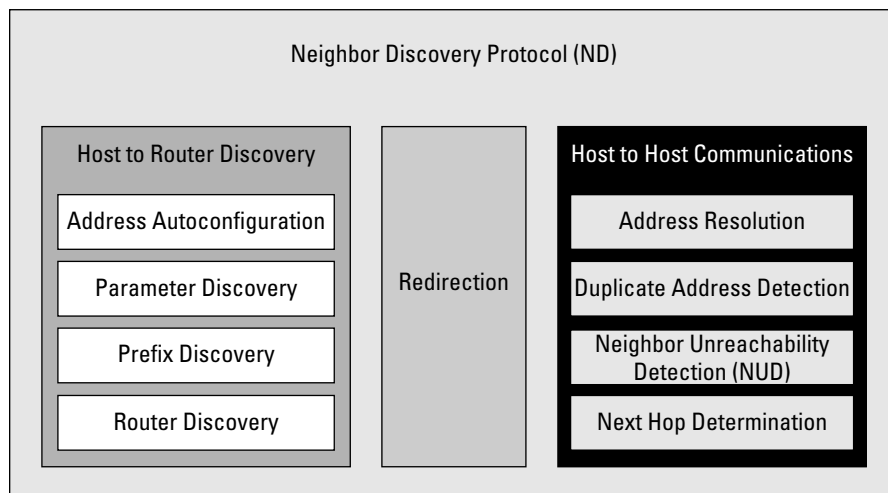 Neighbor Discovery Protocol (ND)
Host to Router Discovery
Address Autoconfiguration
Parameter Discovery
Prefix Discovery
Router Discovery
Redirection
Host to Host Communications
Address Resolution
Duplicate Address Detection
Neighbor Unreachability
Detection (NUD)
Next Hop Determination